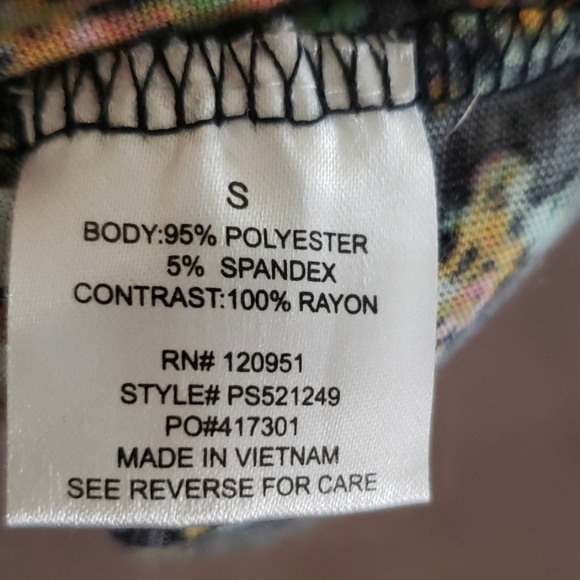 S
BODY:95% POLYESTER
5% SPANDEX
CONTRAST:100% RAYON
RN# 120951
STYLE# PS521249
PO#417301
MADE IN VIETNAM
SEE REVERSE FOR CARE